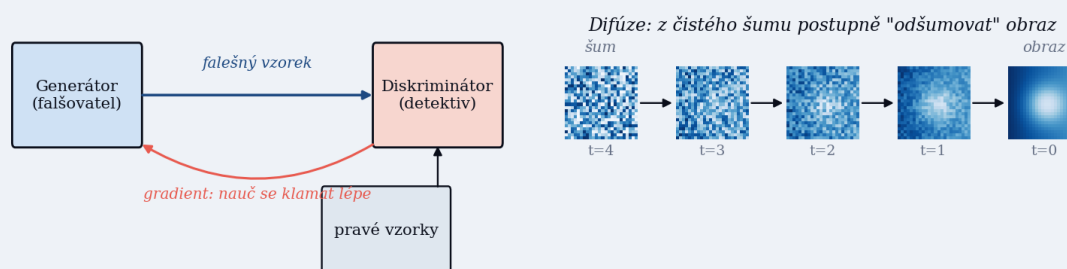 Generátor
(falšovatel)
falešný vzorek
Diskriminátor
(detektiv)
gradient: nauč se klamat lépe
pravé vzorky
Difúze: z čistého šumu postupně "odšumovat" obraz
šum
obraz
t=4
t=3
t=2
t=1
t=0